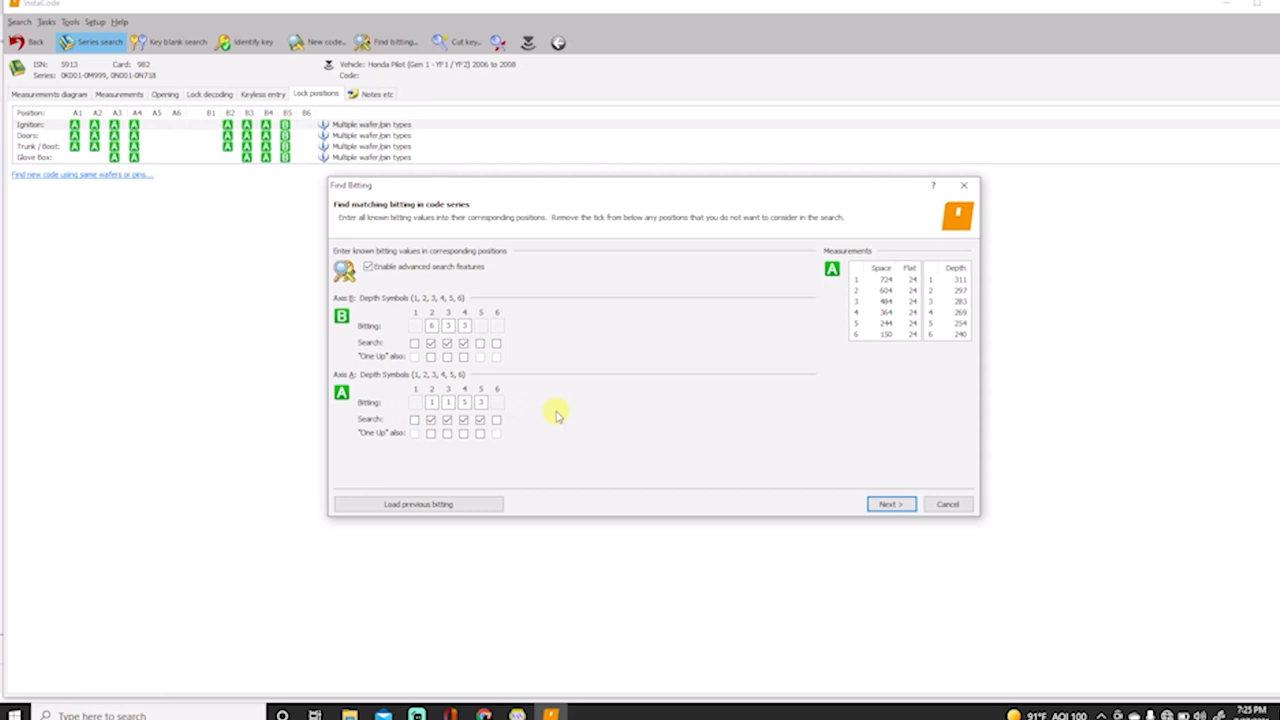 InstaCode
Search Tasks Tools Setup Help
Back Series search Key blank search Identify key New code... Find bitting... Cut key...
ISN: 5913 Card: 982 Vehicle: Honda Pilot (Gen 1 - YF1 / YF2) 2006 to 2008
Series: 0K001-0M999, 0N001-0N718 Code:
Measurements diagram Measurements Opening Lock decoding Keyless entry Lock positions Notes etc
Position: A1 A2 A3 A4 A5 A6 B1 B2 B3 B4 B5 B6
Ignition: A A A A A A A B Multiple wafer/pin types
Doors: A A A A A A A B Multiple wafer/pin types
Trunk / Boot: A A A A A A A B Multiple wafer/pin types
Glove Box: A A A A B Multiple wafer/pin types
Find new code using same wafers or pins....
Find Bitting ?
Find matching bitting in code series
Enter all known bitting values into their corresponding positions. Remove the tick from below any positions that you do not want to consider in the search.
Enter known bitting values in corresponding positions Measurements
Enable advanced search features A Space Flat Depth
1 724 24 1 311
2 604 24 2 297
3 484 24 3 283
4 364 24 4 269
5 244 24 5 254
6 150 24 6 240
Axis B: Depth Symbols (1, 2, 3, 4, 5, 6)
B 1 2 3 4 5 6
Bitting: 6 3 3
Search:
"One Up" also:
Axis A: Depth Symbols (1, 2, 3, 4, 5, 6)
A 1 2 3 4 5 6
Bitting: 1 1 5 3
Search:
"One Up" also:
Load previous bitting Next > Cancel
Type here to search 91°F AQI 100 7:25 PM